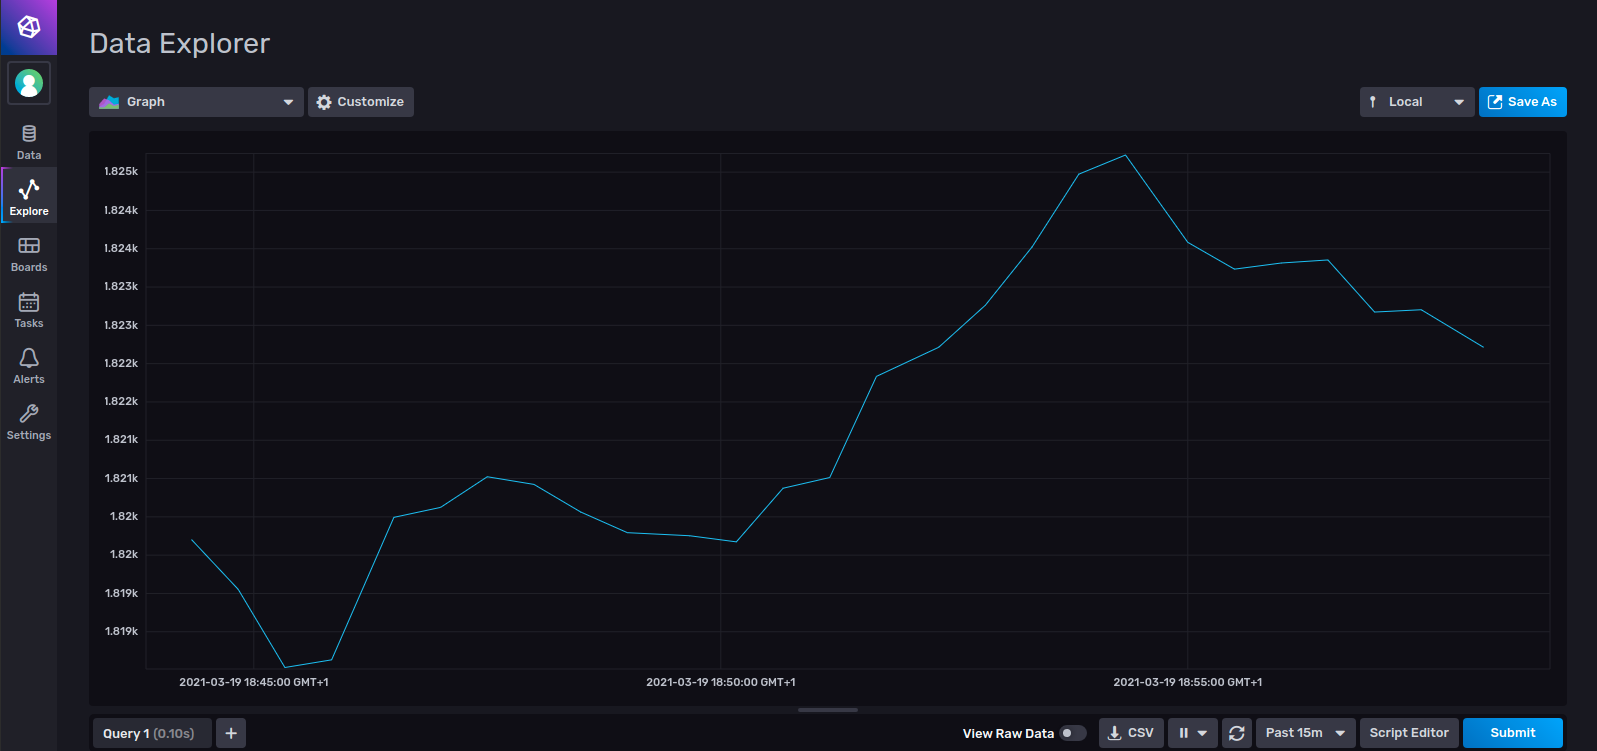 Data Explorer
Graph
Customize
Local
Save As
Data
Explore
Boards
Tasks
Alerts
Settings
1.825k
1.824k
1.824k
1.823k
1.823k
1.822k
1.822k
1.821k
1.821k
1.82k
1.82k
1.819k
1.819k
2021-03-19 18:45:00 GMT+1
2021-03-19 18:50:00 GMT+1
2021-03-19 18:55:00 GMT+1
Query 1 (0.10s)
View Raw Data
CSV
Past 15m
Script Editor
Submit